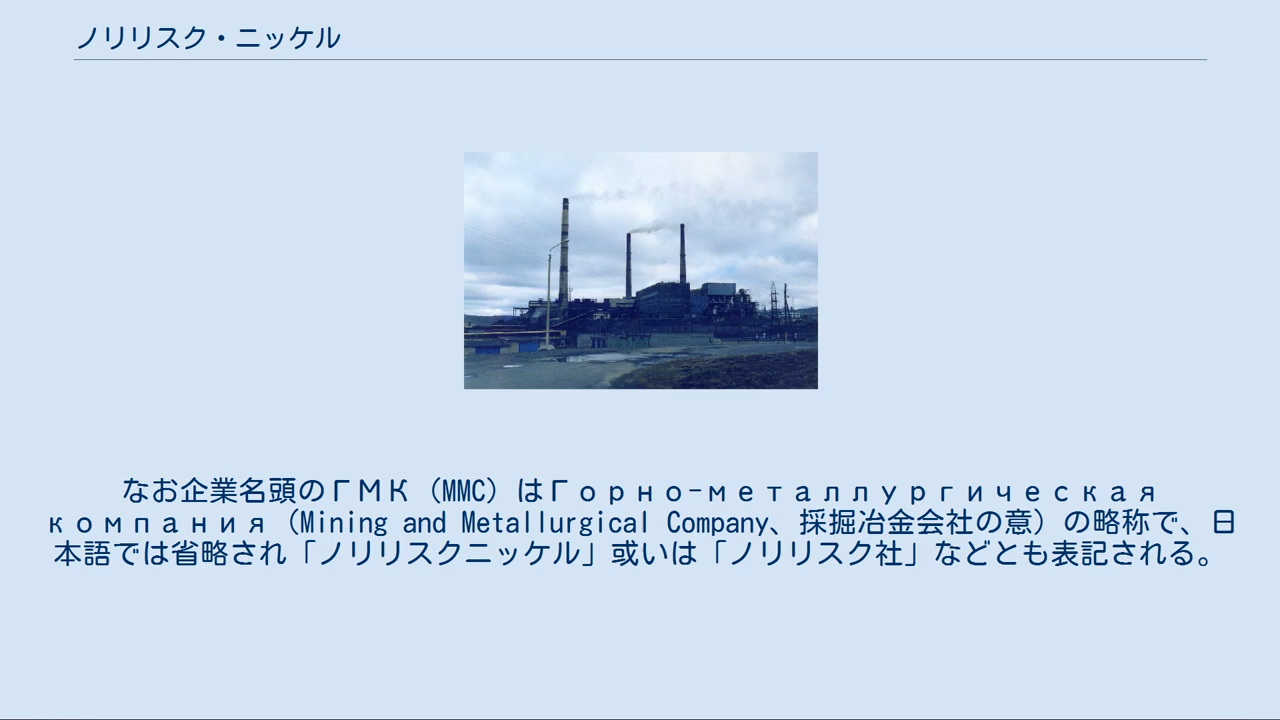 ノリリスク・ニッケル
なお企業名頭のГМК（MMC）はГорно-металлургическая
компания（Mining and Metallurgical Company、採掘冶金会社の意）の略称で、日
本語では省略され「ノリリスクニッケル」或いは「ノリリスク社」などとも表記される。